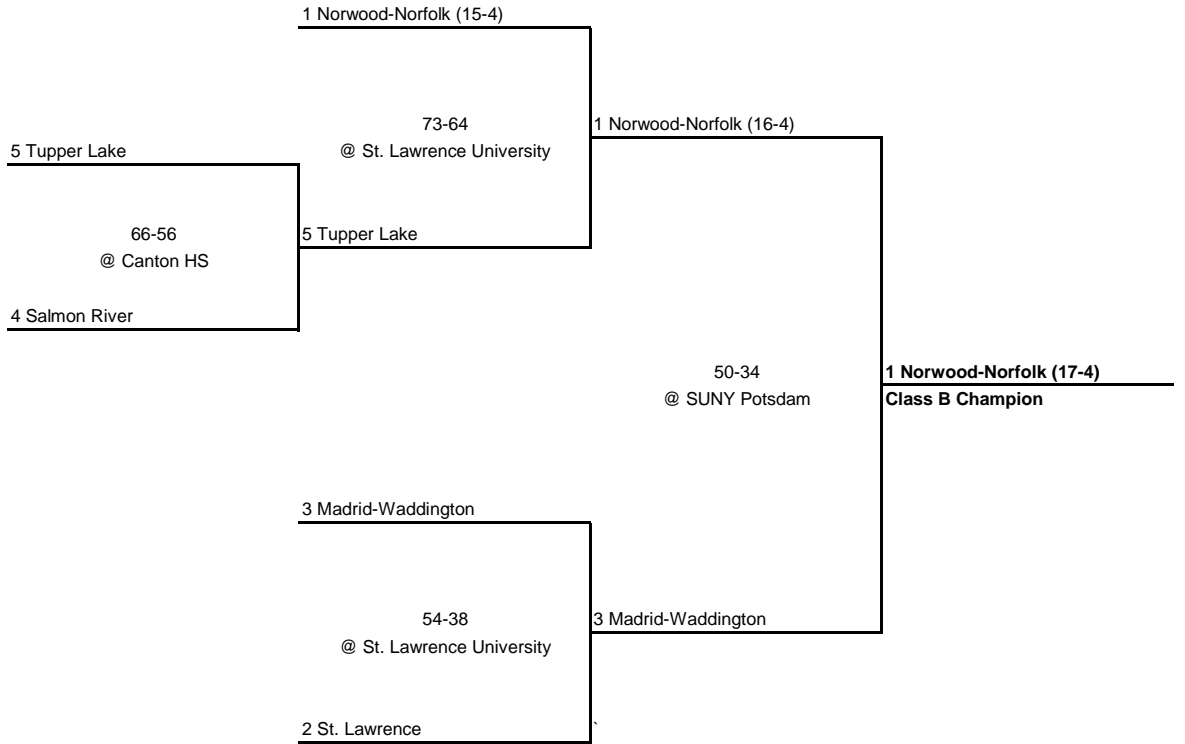 1 Norwood-Norfolk (15-4)
73-64
@ St. Lawrence University
1 Norwood-Norfolk (16-4)
5 Tupper Lake
66-56
@ Canton HS
5 Tupper Lake
4 Salmon River
50-34
@ SUNY Potsdam
1 Norwood-Norfolk (17-4)
Class B Champion
3 Madrid-Waddington
54-38
@ St. Lawrence University
3 Madrid-Waddington
2 St. Lawrence
`